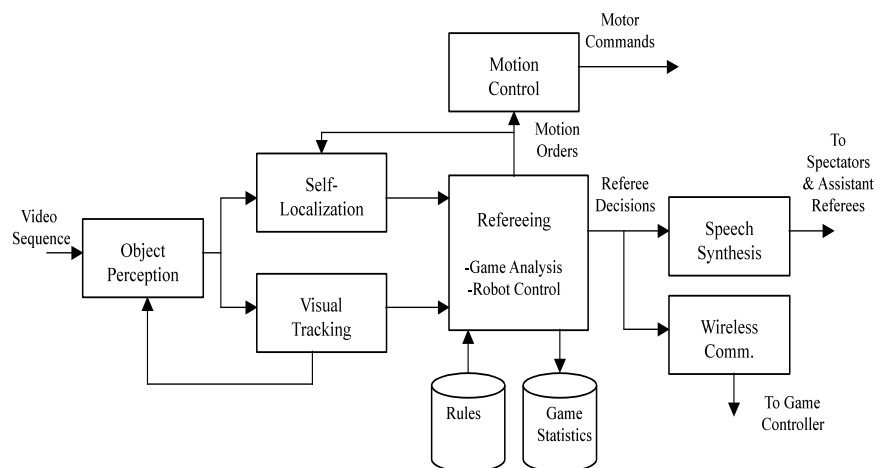 Motor
Commands
Motion
Control
Motion
Orders
To
Spectators
& Assistant
Referees
Self-
Localization
Referee
Decisions
Video
Sequence
Object
Perception
Refereeing
-Game Analysis
-Robot Control
Speech
Synthesis
Visual
Tracking
Wireless
Comm.
Rules
Game
Statistics
To Game
Controller